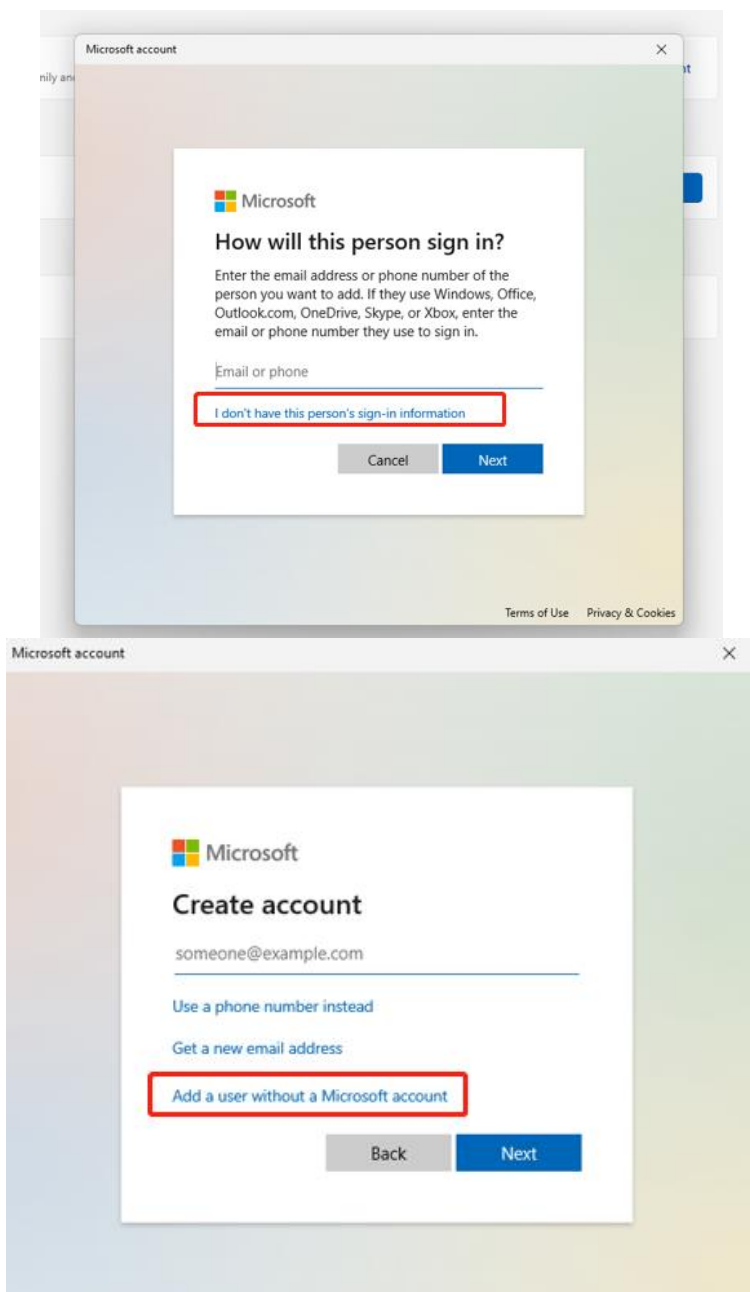 Microsoft account
nt
nily an
Microsoft
How will this person sign in?
Enter the email address or phone number of the
person you want to add. If they use Windows, Office,
Outlook.com, OneDrive, Skype, or Xbox, enter the
email or phone number they use to sign in.
Email or phone
I don't have this person's sign-in information
Cancel
Next
Terms of Use
Privacy & Cookies
Microsoft account
Microsoft
Create account
someone@example.com
Use a phone number instead
Get a new email address
Add a user without a Microsoft account
Back
Next